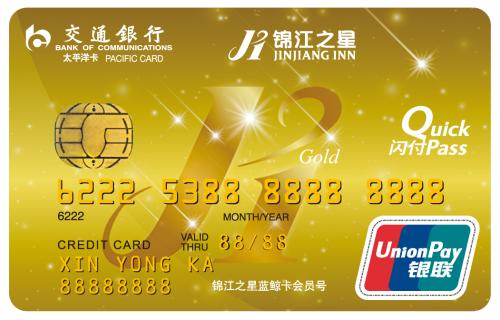 交通銀行
BANK OF COMMUNICATIONS
太平洋卡 PACIFIC CARD
锦江之星
JINJIANG INN
Quick
闪付Pass
Gold
6222 5388 8888 8888
6222
MONTH/YEAR
CREDIT CARD VALID THRU 88/88
XIN YONG KA
88888888
锦江之星蓝鲸卡会员号
UnionPay
银联